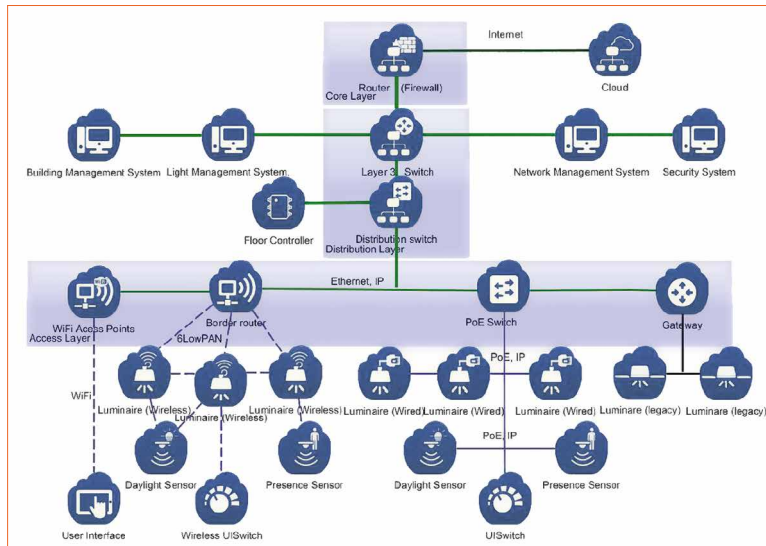 Internet
Router (Firewall)
Cloud
Core Layer
Building Management System
Light Management System.
Layer 3 Switch
Network Management System
Security System
Floor Controller
Distribution switch
Distribution Layer
Ethernet, IP
WiFi Acess Points
Border router
PoE Switch
Gateway
Access Layer
6LowPAN
PoE, IP
WiFi
Luminaire (Wireless)
Luminaire (Wireless)
Luminaire (Wireless)
Luminaire (Wired)
Luminaire (Wired)
Luminaire (Wired)
Luminare (legacy)
Luminare (legacy)
PoE, IP
Daylight Sensor
Presence Sensor
Daylight Sensor
Presence Sensor
User Interface
Wireless UISwitch
UISwitch